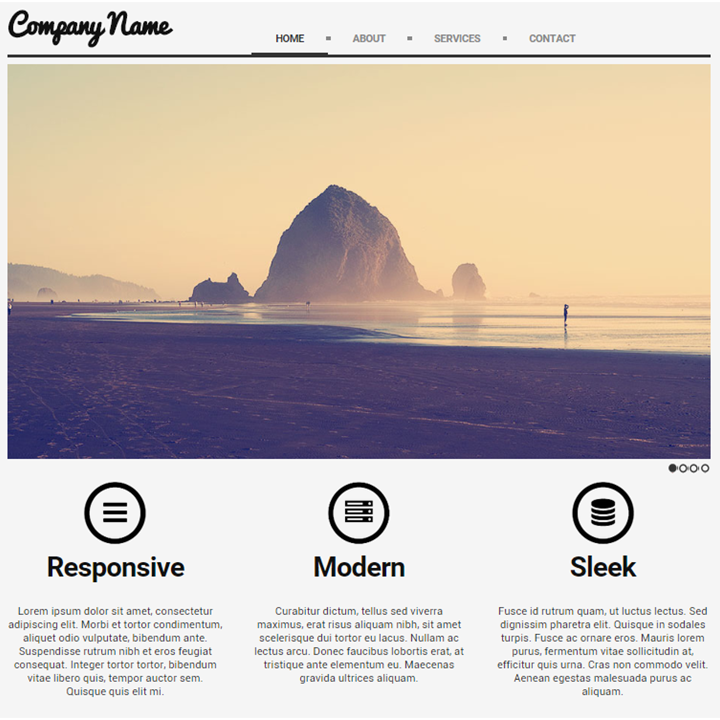 Company Name
HOME ABOUT SERVICES CONTACT
Responsive
Modern
Sleek
Lorem ipsum dolor sit amet, consectetur
adipiscing elit. Morbi et tortor condimentum,
aliquet odio vulputate, bibendum ante.
Suspendisse rutrum nibh et eros feugiat
consequat. Integer tortor tortor, bibendum
vitae libero quis, tempor auctor sem.
Quisque quis elit mi.
Curabitur dictum, tellus sed viverra
maximus, erat risus aliquam nibh, sit amet
scelerisque dui tortor eu lacus. Nullam ac
lectus arcu. Donec faucibus lobortis erat, at
tristique ante elementum eu. Maecenas
gravida ultrices aliquam.
Fusce id rutrum quam, ut luctus lectus. Sed
dignissim pharetra elit. Quisque in sodales
turpis. Fusce ac ornare eros. Mauris lorem
purus, fermentum vitae sollicitudin at,
efficitur quis urna. Cras non commodo velit.
Aenean egestas malesuada purus ac
aliquam.